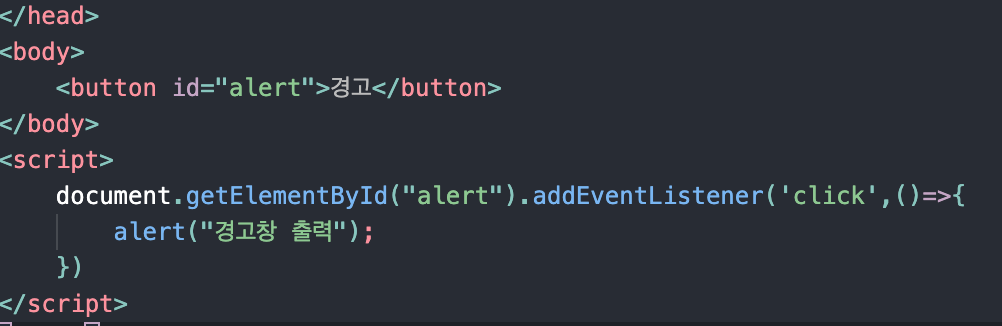 </head>
<body>
    <button id="alert">경고</button>
</body>
<script>
    document.getElementById("alert").addEventListener('click',()=>{
        alert("경고창 출력");
    })
</script>